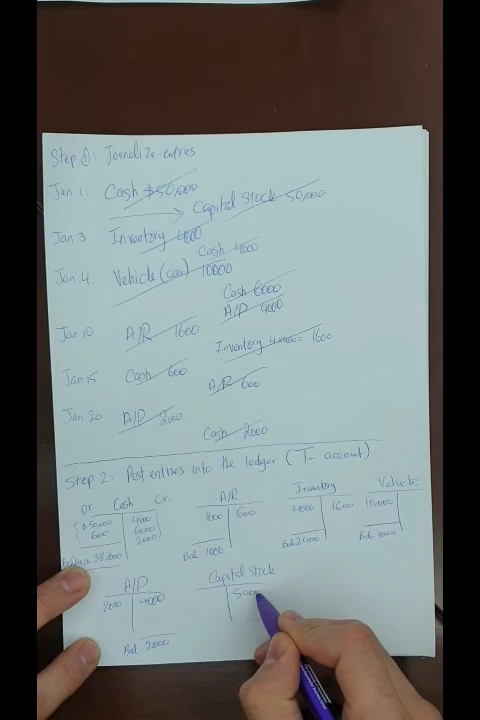 Step ①: Jornalize entries
Jan 1. Cash $50,000
Capital Stock 50,000
Jan 3. Inventory 4000
Cash 4000
Jan 4. Vehicle (car) 10000
Cash 6000
A/P 4000
Jan 10 A/R 1600
Inventory 4x400= 1600
Jan 15 Cash 600
A/R 600
Jan 20 A/P 2000
Cash 2000
Step 2: Post entries into the ledger (T- account)
Dr. Cash Cr.
$50,000 4000
600 6000
2000
Balance 38,600
A/R
1600 600
Bal 1000
Inventory
4000 1600
Bal 2400
Vehicle
10,000
Bal. 10000
A/P
2000 4000
Bal 2000
Capital Stock
5000